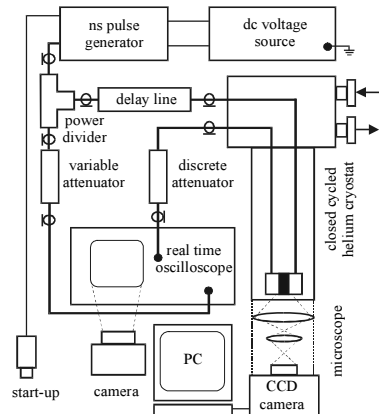 ns pulse
generator
dc voltage
source
delay line
power
divider
variable
attenuator
discrete
attenuator
closed cycled
helium cryostat
real time
oscilloscope
microscope
PC
start-up
camera
CCD
camera